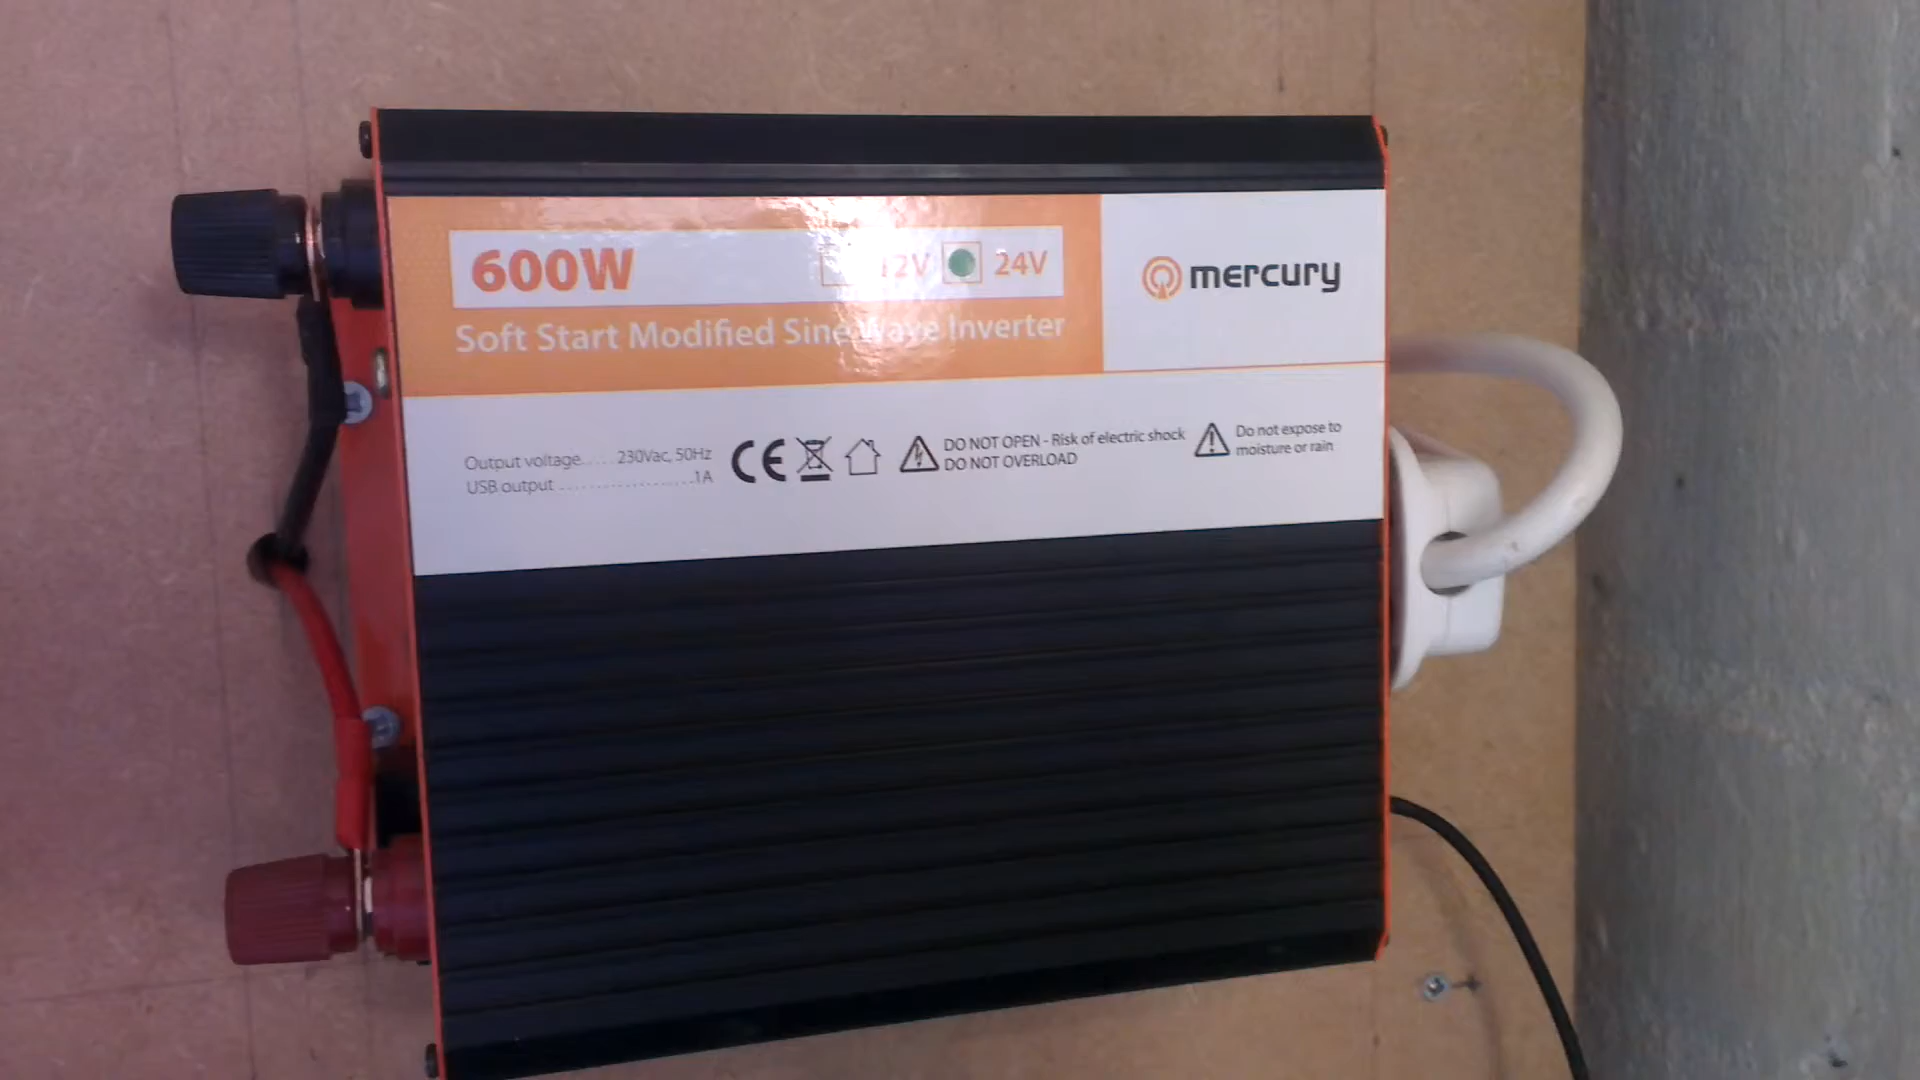 600W 12V 24V
mercury
Soft Start Modified Sine Wave Inverter
Output voltage.....230Vac, 50Hz
USB output ....................1A
CE
DO NOT OPEN - Risk of electric shock
DO NOT OVERLOAD
Do not expose to
moisture or rain